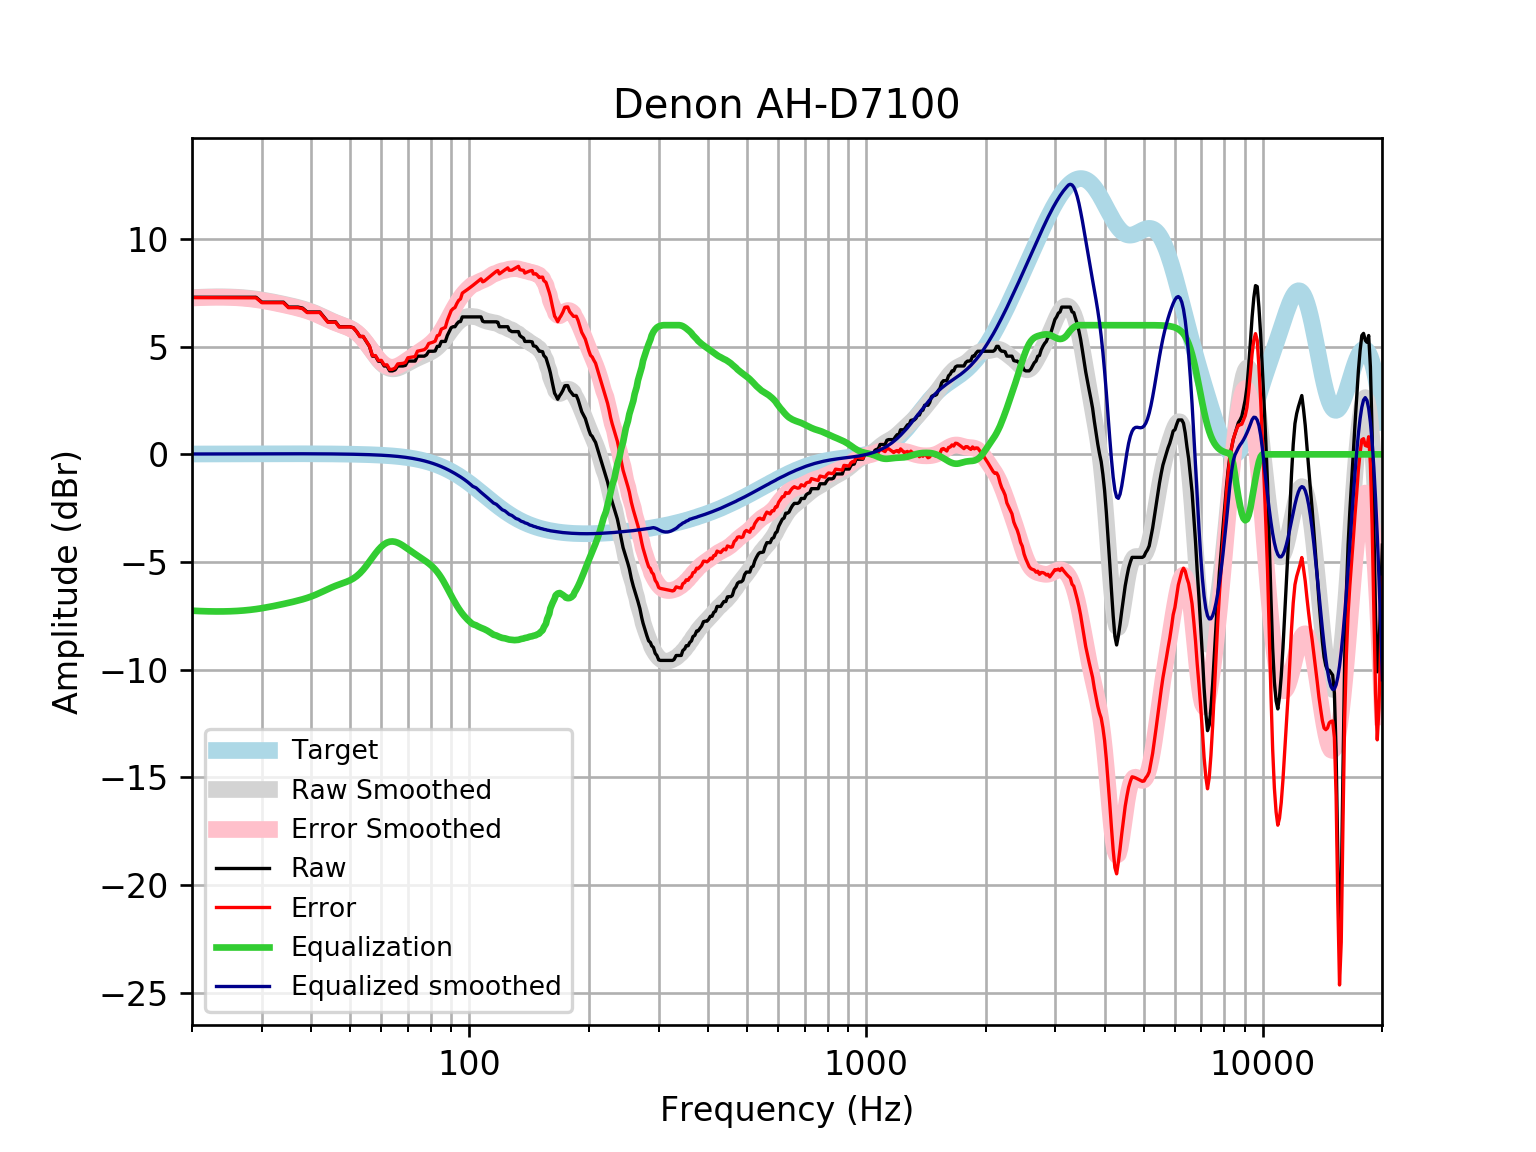 Denon AH-D7100
Amplitude (dBr)
10
5
0
−5
−10
−15
−20
−25
Target
Raw Smoothed
Error Smoothed
Raw
Error
Equalization
Equalized smoothed
100
1000
10000
Frequency (Hz)